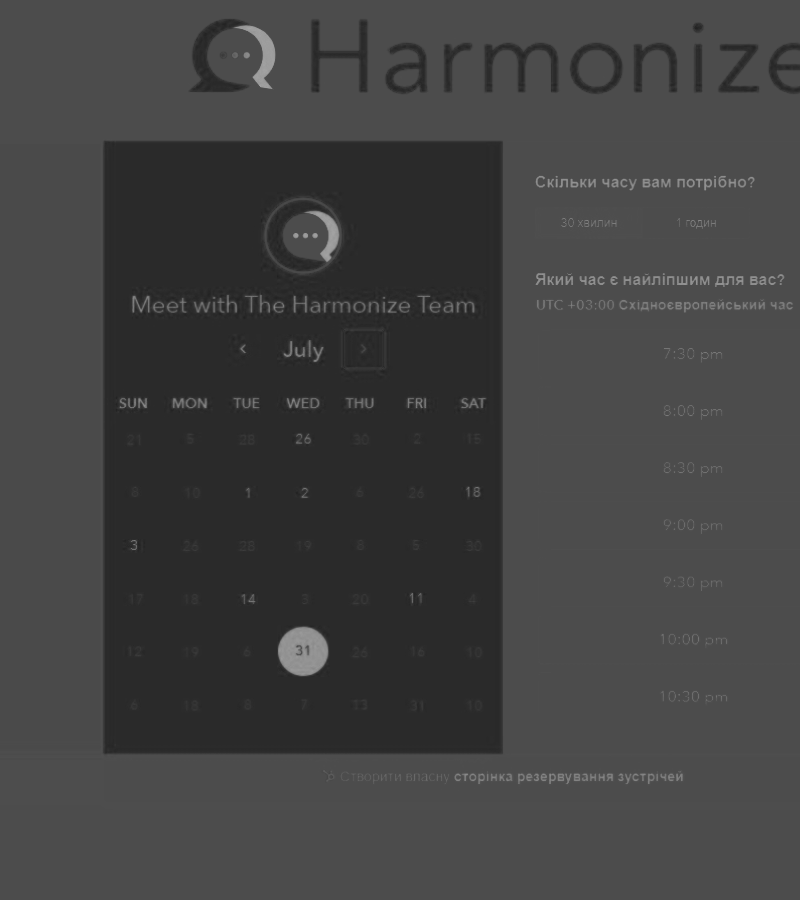 Harmonize
Meet with The Harmonize Team
July
SUN MON TUE WED THU FRI SAT
21 5 28 26 30 2 15
8 10 1 2 6 26 18
3 26 28 19 8 5 30
17 18 14 3 20 11 4
12 19 6 31 26 16 10
6 18 8 7 13 31 10
Скільки часу вам потрібно?
30 хвилин 1 годин
Який час є найліпшим для вас?
UTC +03:00 Східноєвропейський час
7:30 pm
8:00 pm
8:30 pm
9:00 pm
9:30 pm
10:00 pm
10:30 pm
Створити власну сторінка резервування зустрічей